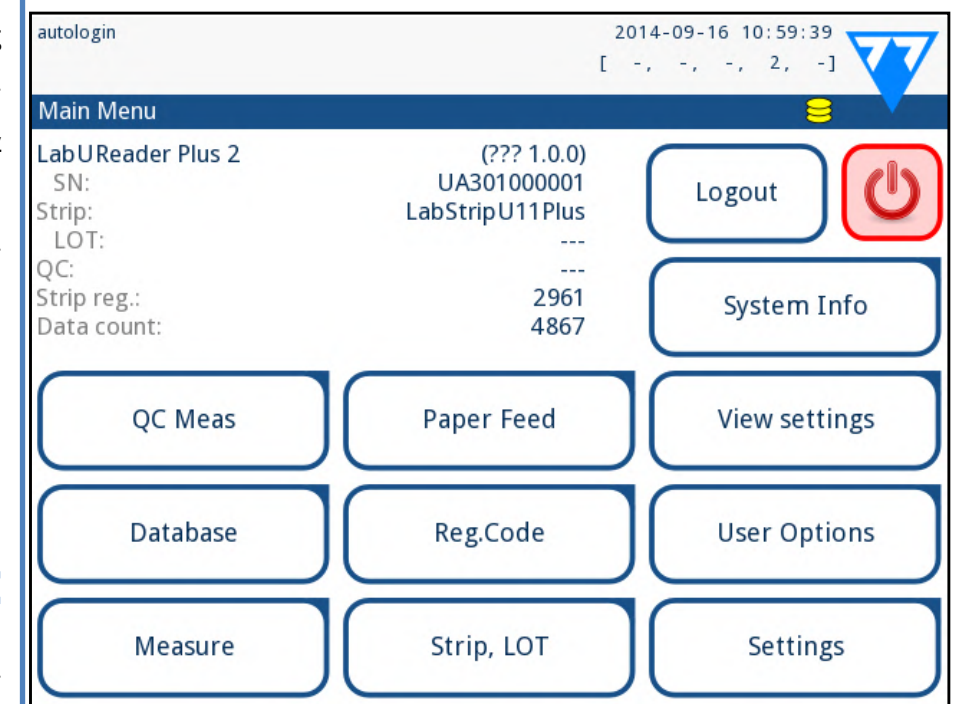 autologin 2014-09-16 10:59:39
[ -, -, -, 2, -]
Main Menu
LabUReader Plus 2 (??? 1.0.0)
SN: UA301000001
Strip: LabStripU11Plus
LOT: ---
QC: ---
Strip reg.: 2961
Data count: 4867
Logout
System Info
QC Meas Paper Feed View settings
Database Reg.Code User Options
Measure Strip, LOT Settings